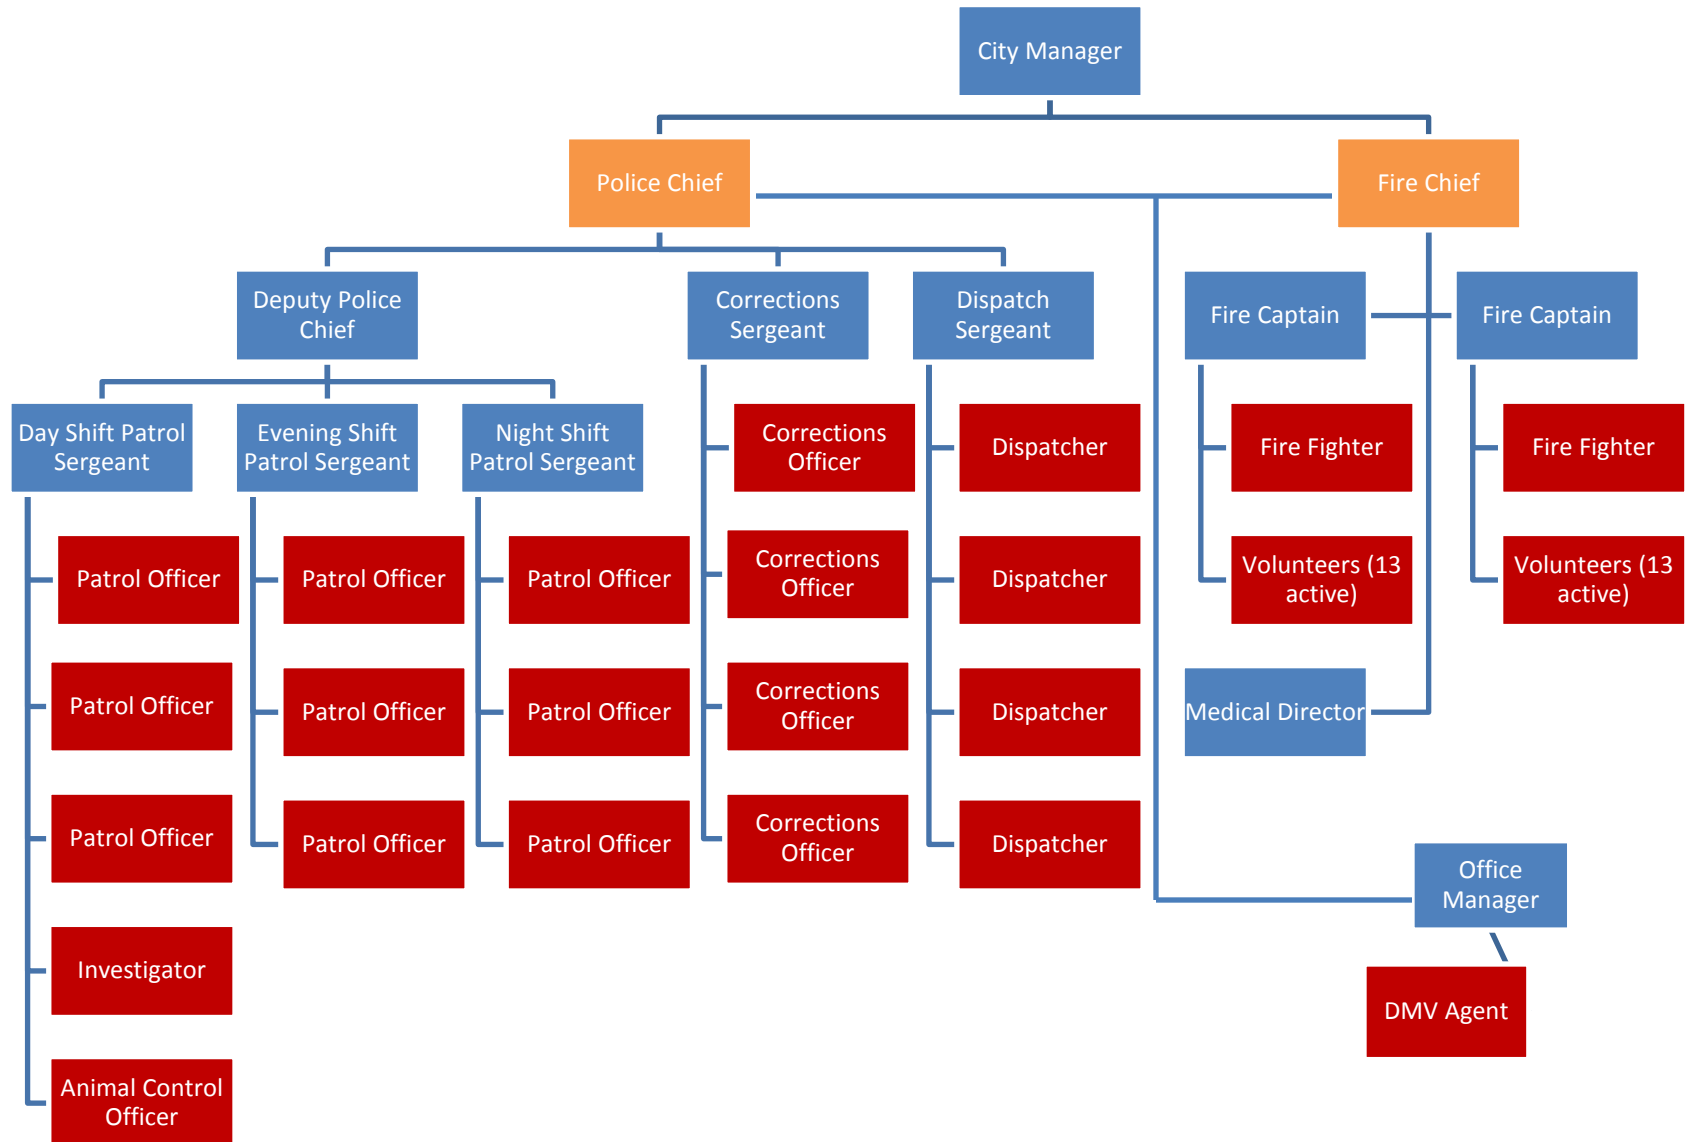 City Manager
Police Chief
Fire Chief
Deputy Police
Chief
Corrections
Sergeant
Dispatch
Sergeant
Fire Captain
Fire Captain
Day Shift Patrol
Sergeant
Evening Shift
Patrol Sergeant
Night Shift
Patrol Sergeant
Corrections
Officer
Dispatcher
Fire Fighter
Fire Fighter
Patrol Officer
Patrol Officer
Patrol Officer
Corrections
Officer
Dispatcher
Volunteers (13
active)
Volunteers (13
active)
Patrol Officer
Patrol Officer
Patrol Officer
Corrections
Officer
Dispatcher
Medical Director
Patrol Officer
Patrol Officer
Patrol Officer
Corrections
Officer
Dispatcher
Office
Manager
Investigator
DMV Agent
Animal Control
Officer